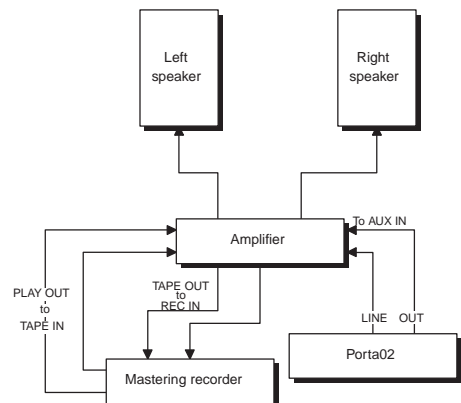 Left
speaker
Right
speaker
To AUX IN
Amplifier
TAPE OUT
to
REC IN
PLAY OUT
to
TAPE IN
LINE OUT
Porta02
Mastering recorder